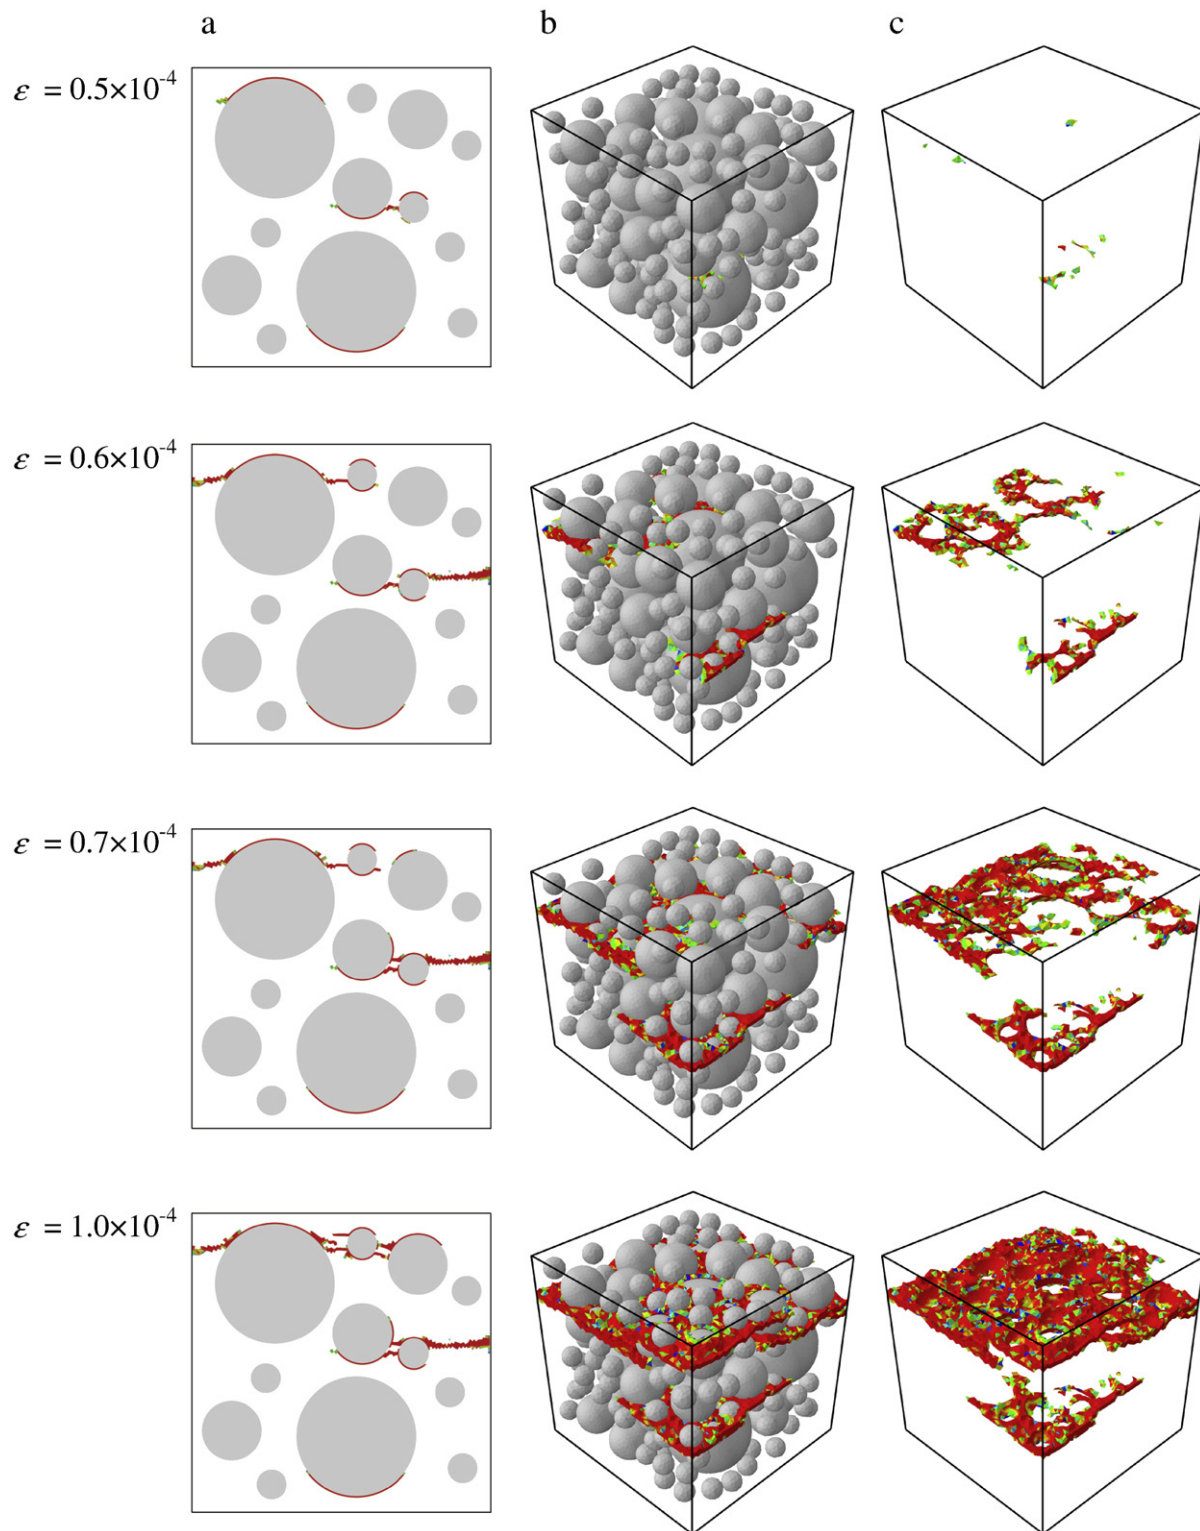 a b c
ε = 0.5×10⁻⁴
ε = 0.6×10⁻⁴
ε = 0.7×10⁻⁴
ε = 1.0×10⁻⁴